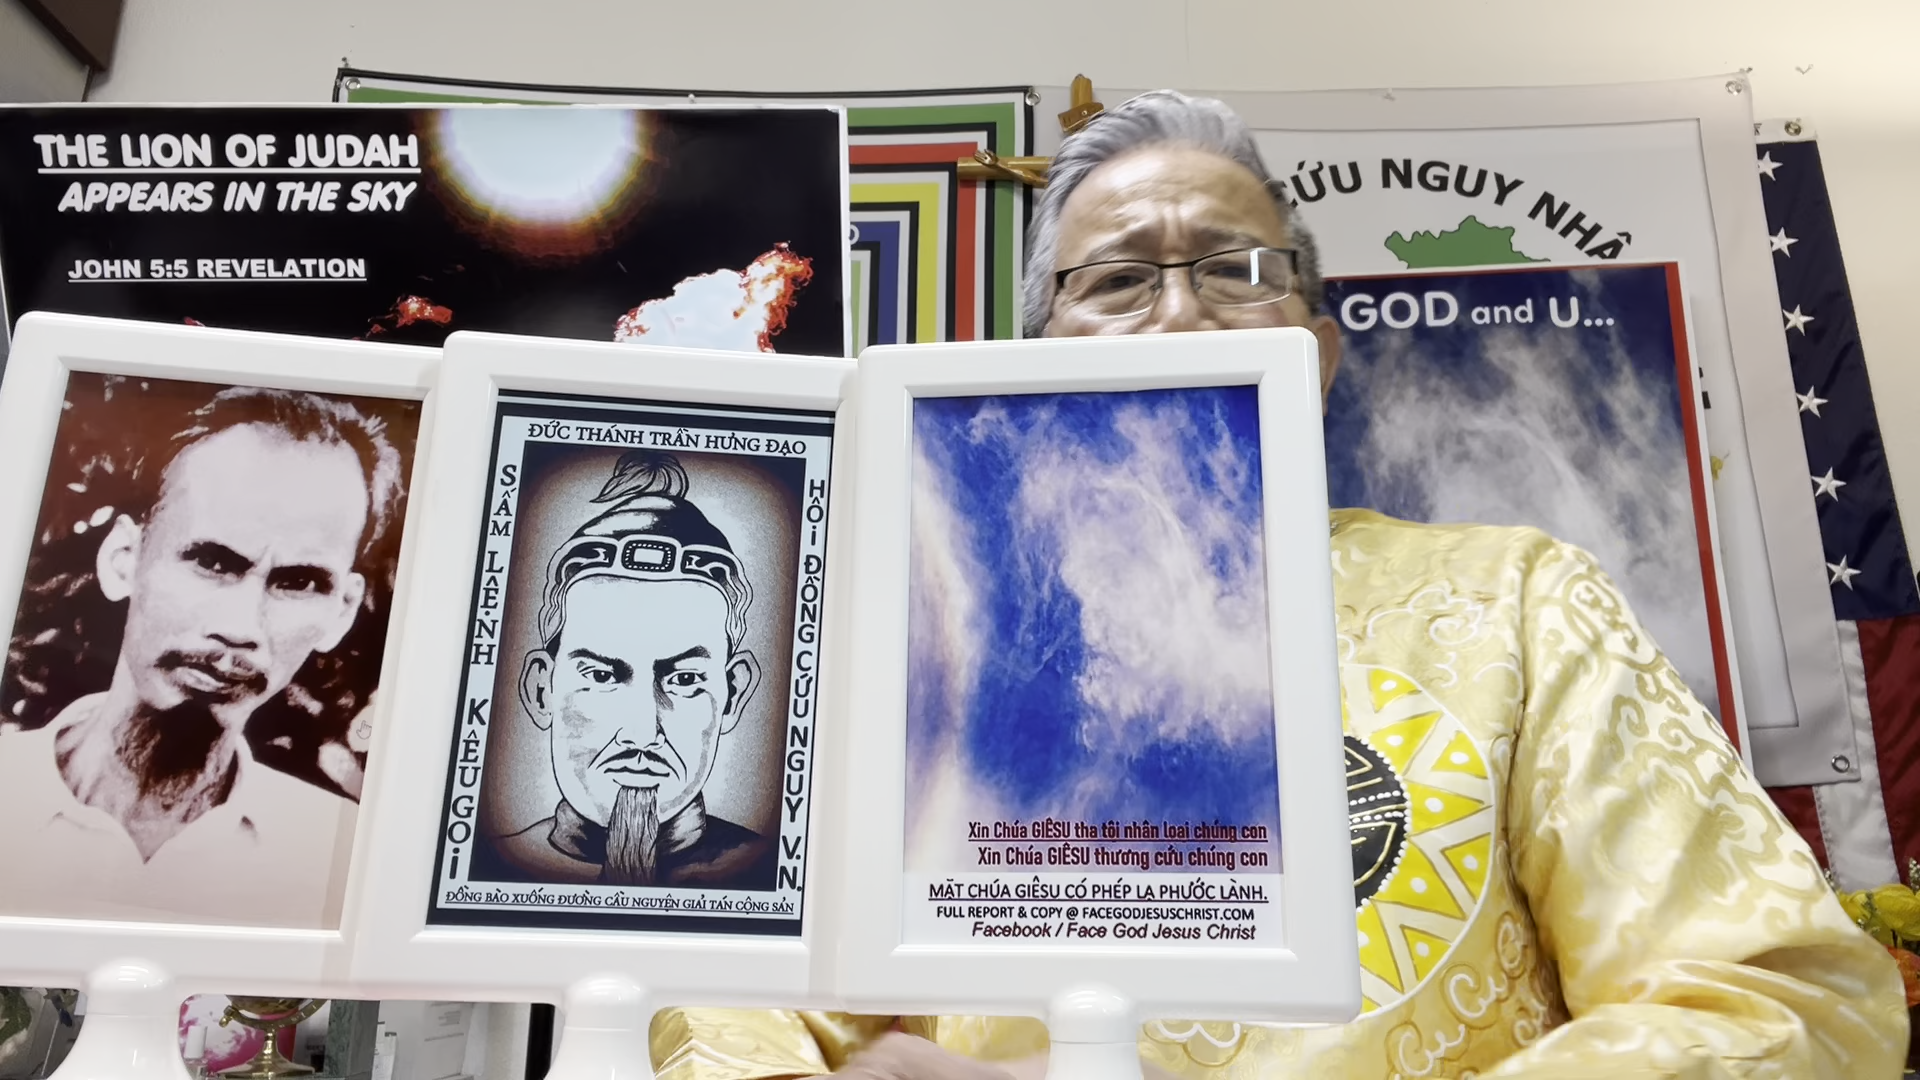 THE LION OF JUDAH
APPEARS IN THE SKY
JOHN 5:5 REVELATION
CỨU NGUY NHÂ
GOD and U...
ĐỨC THÁNH TRẦN HƯNG ĐẠO
SẤM LỆNH KÊU GỌI
HỘI ĐỒNG CỨU NGUY V.N.
ĐỒNG BÀO XUỐNG ĐƯỜNG CẦU NGUYỆN GIẢI TÁN CỘNG SẢN
Xin Chúa GIÊSU tha tội nhân loại chúng con
Xin Chúa GIÊSU thương cứu chúng con
MẶT CHÚA GIÊSU CÓ PHÉP LẠ PHƯỚC LÀNH.
FULL REPORT & COPY @ FACEGODJESUSCHRIST.COM
Facebook / Face God Jesus Christ